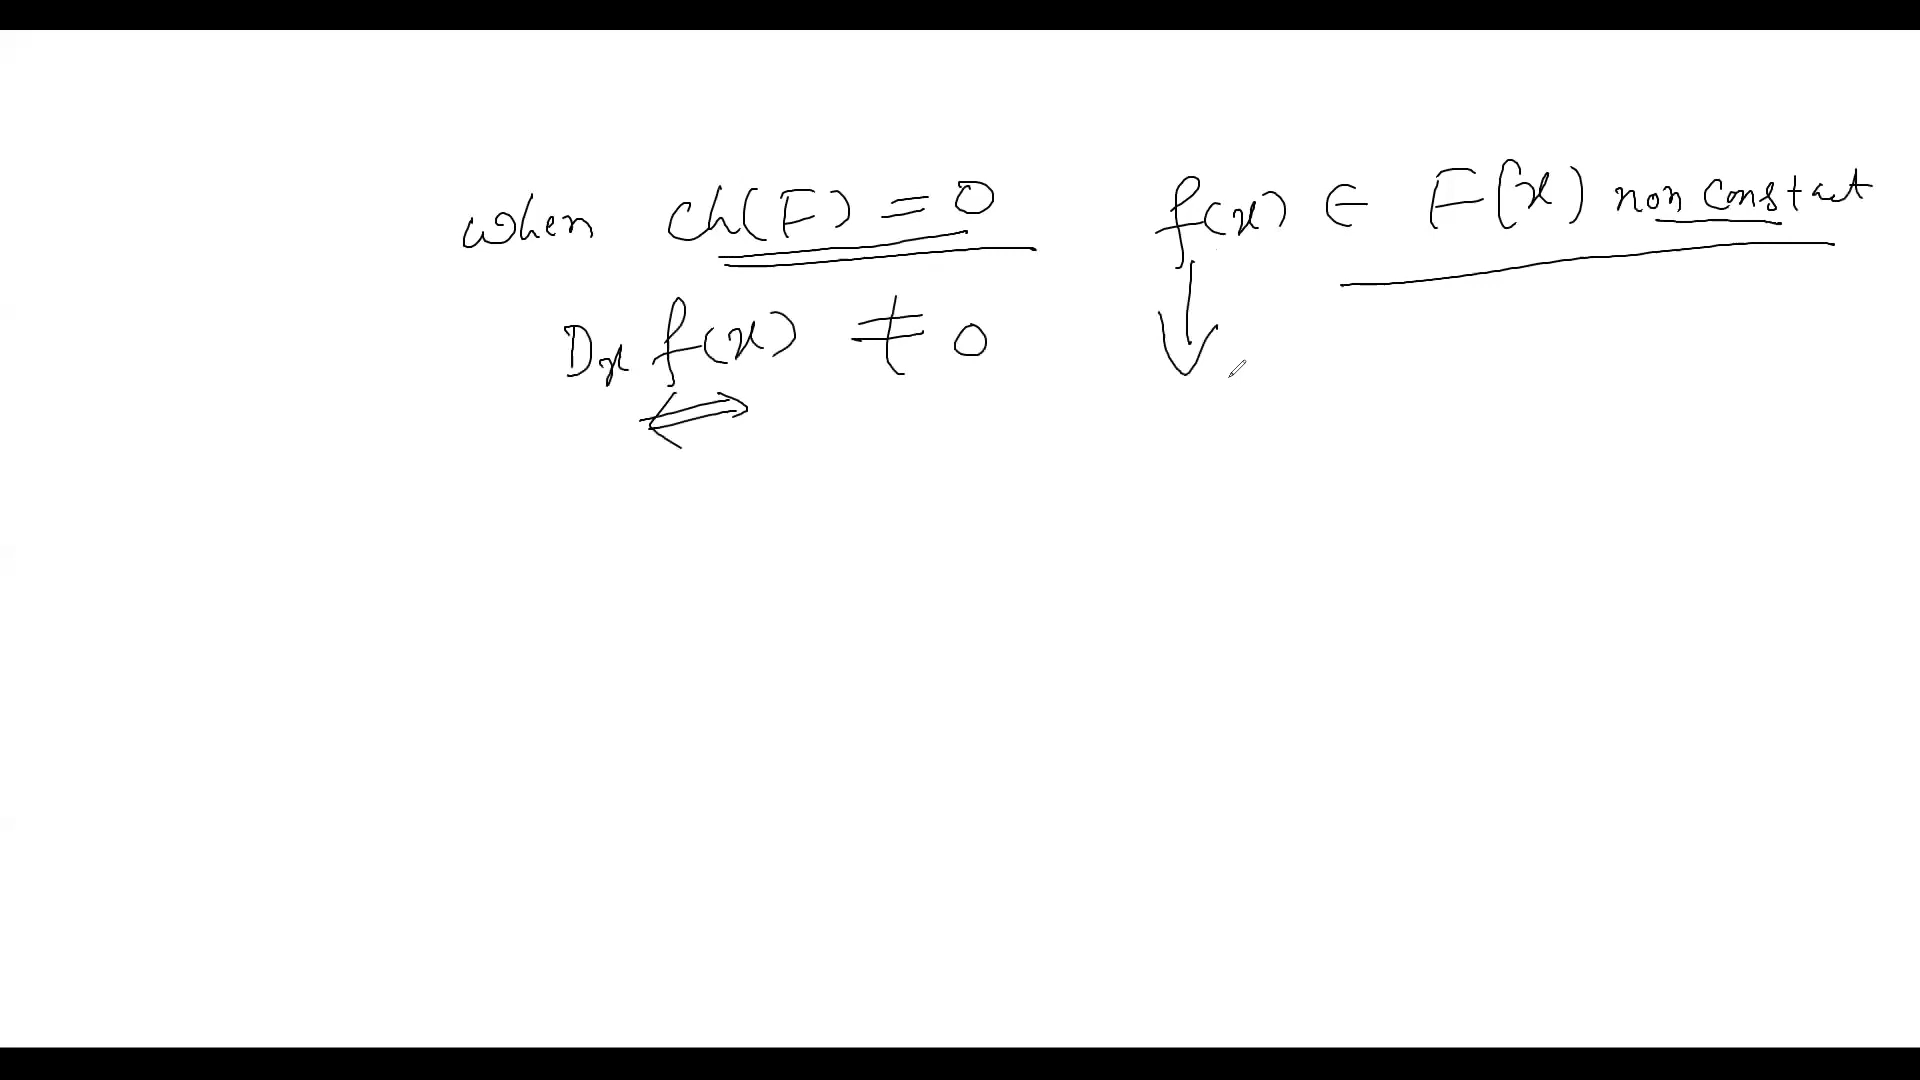 when ch(F) = 0 f(x) ∈ F(x) non constant
Dx f(x) ≠ 0